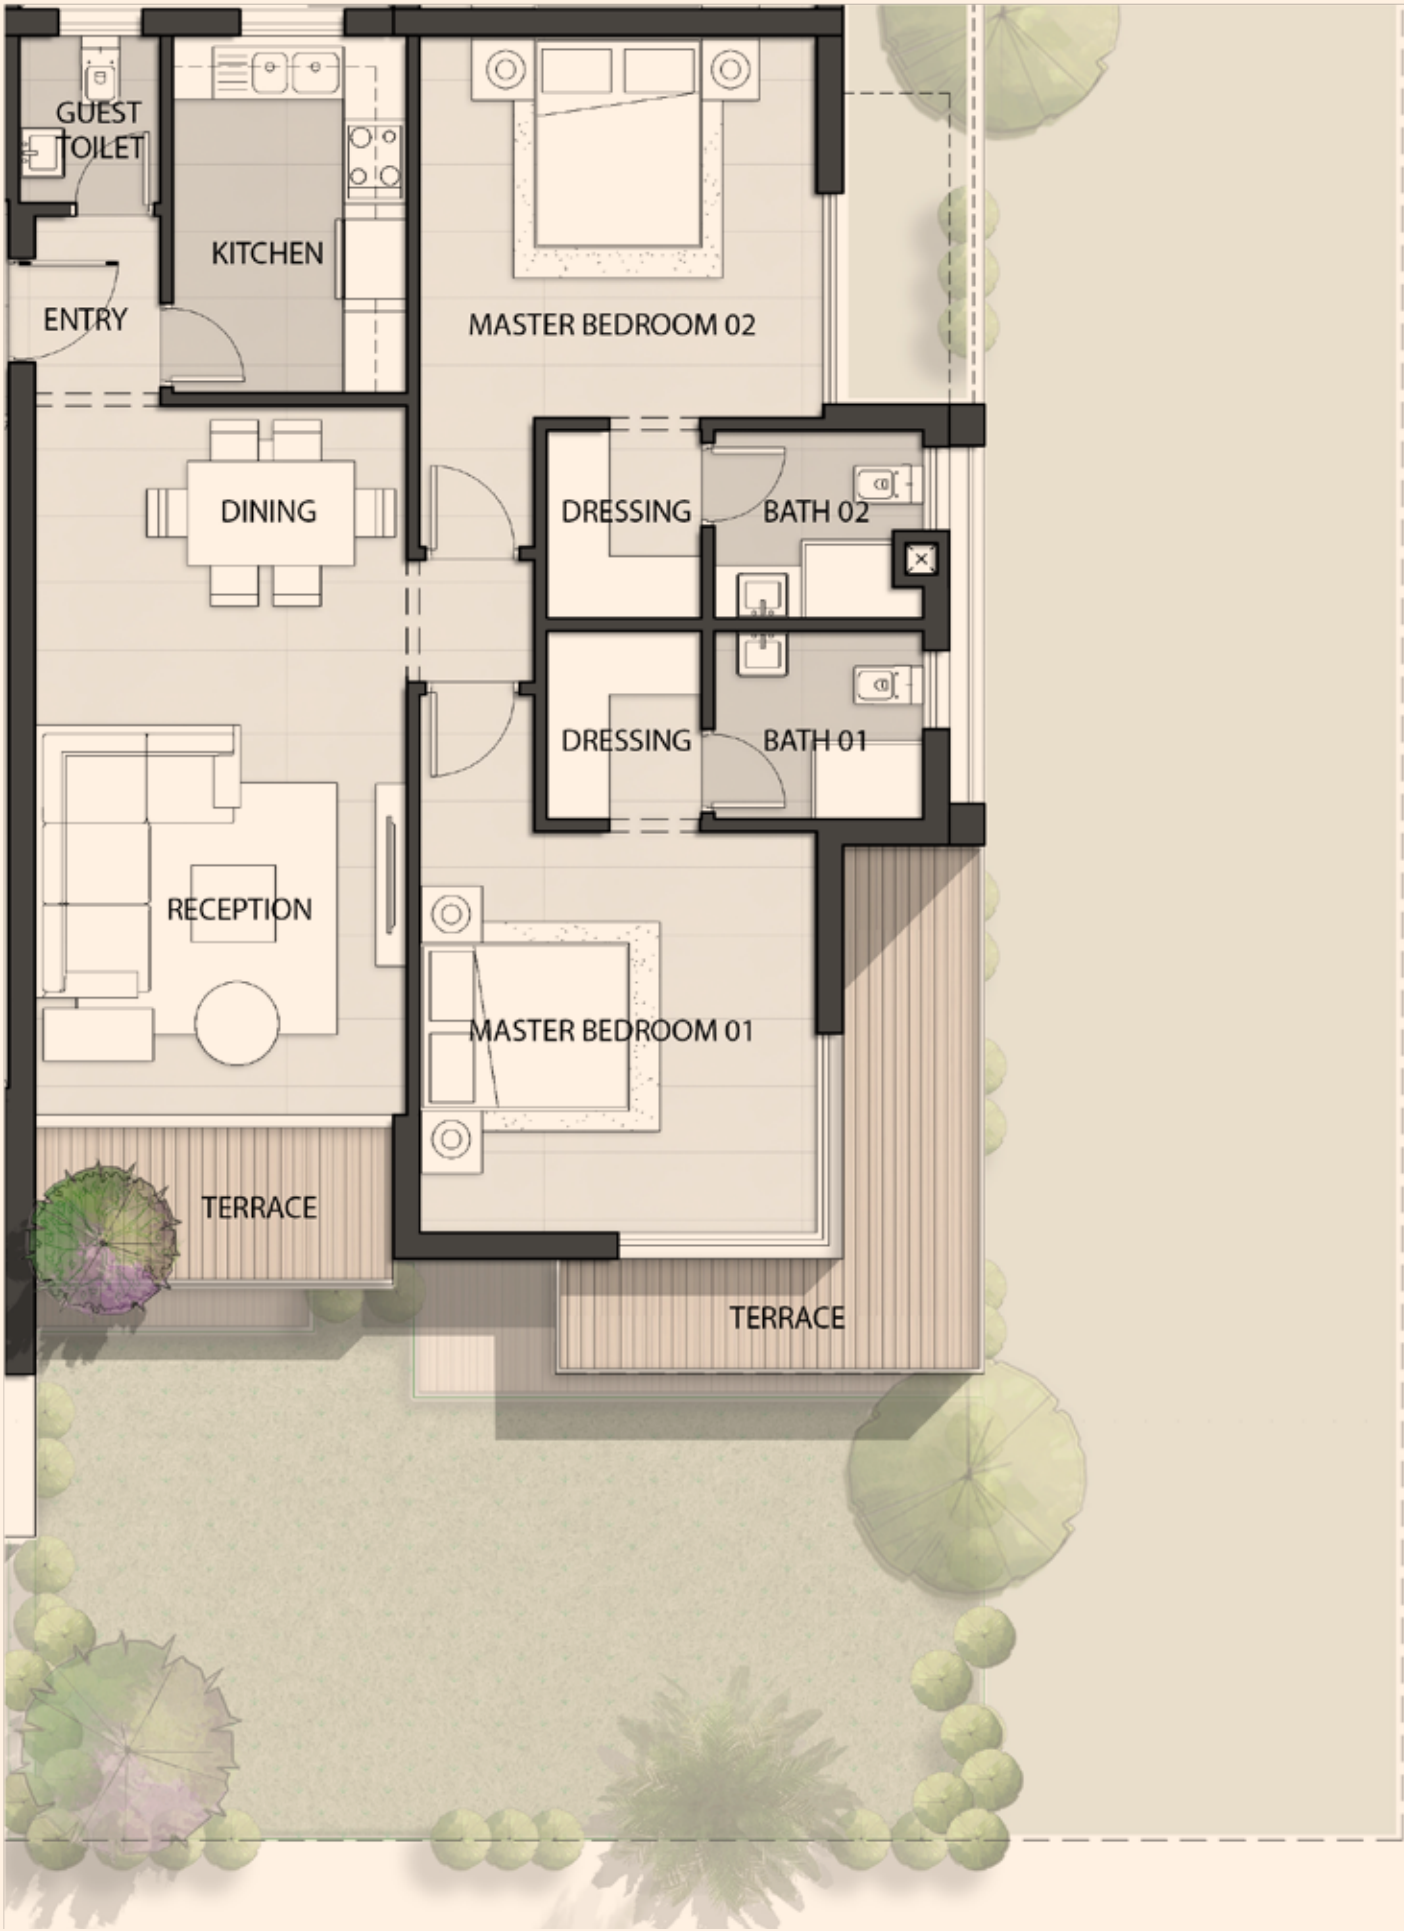 GUEST
TOILET
KITCHEN
ENTRY
MASTER BEDROOM 02
DINING
DRESSING
BATH 02
DRESSING
BATH 01
RECEPTION
MASTER BEDROOM 01
TERRACE
TERRACE